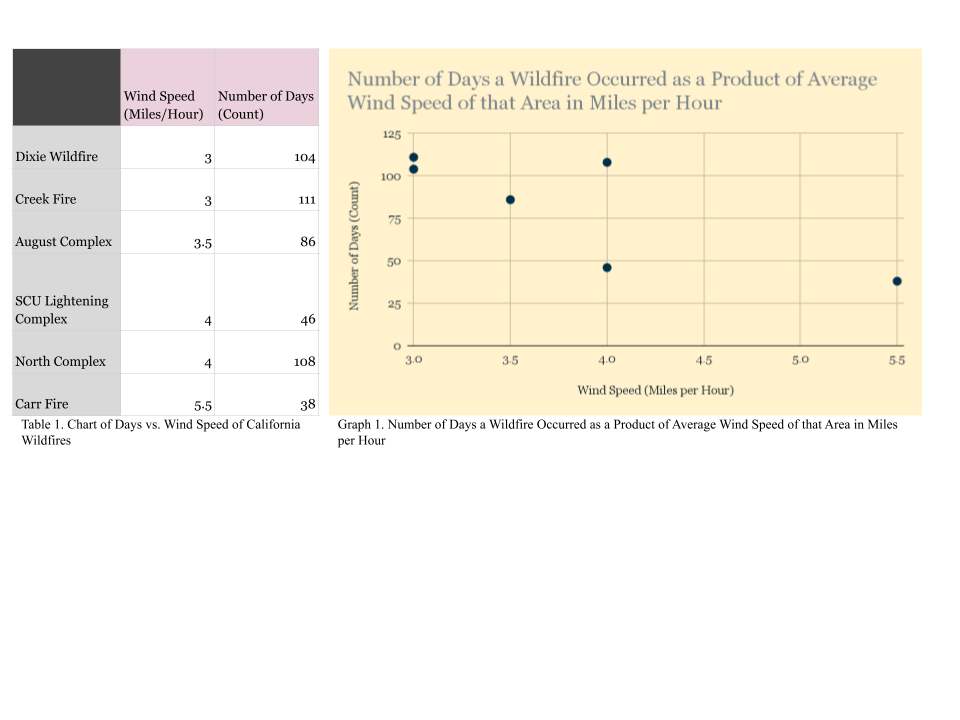 Wind Speed
(Miles/Hour)
Number of Days
(Count)
Dixie Wildfire 3 104
Creek Fire 3 111
August Complex 3.5 86
SCU Lightening
Complex 4 46
North Complex 4 108
Carr Fire 5.5 38
Table 1. Chart of Days vs. Wind Speed of California
Wildfires
Number of Days a Wildfire Occurred as a Product of Average
Wind Speed of that Area in Miles per Hour
Number of Days (Count)
125
100
75
50
25
0
3.0 3.5 4.0 4.5 5.0 5.5
Wind Speed (Miles per Hour)
Graph 1. Number of Days a Wildfire Occurred as a Product of Average Wind Speed of that Area in Miles
per Hour